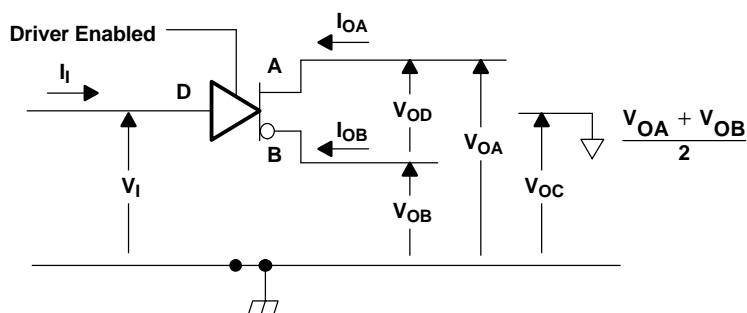 Driver Enabled
I_OA
A
I_I
D
V_OD
I_OB
B
V_OA
V_OA + V_OB
2
V_I
V_OB
V_OC